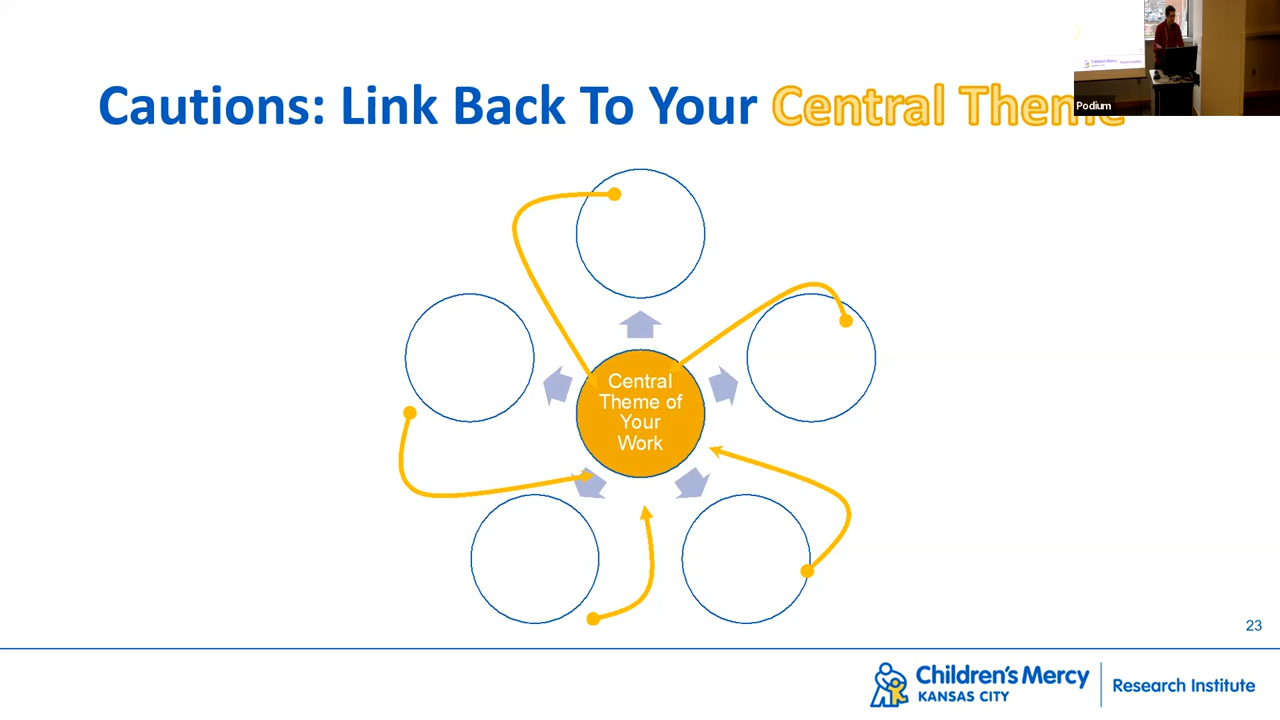 Cautions: Link Back To Your Central Theme
Podium
Central
Theme of
Your
Work
23
Children's Mercy
KANSAS CITY
Research Institute